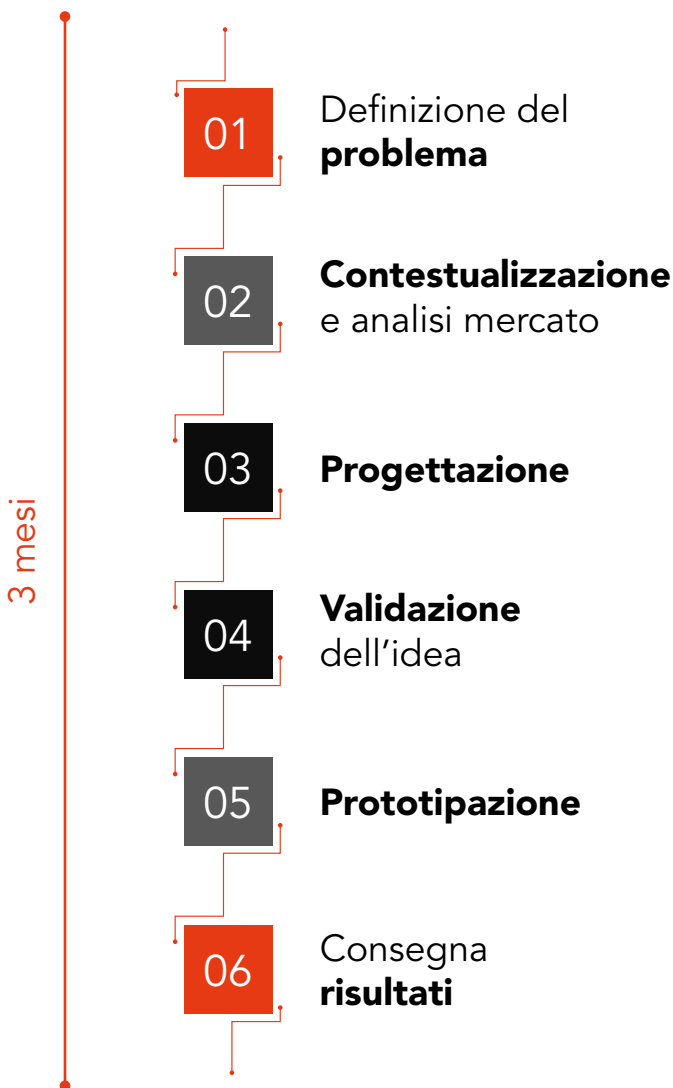 3 mesi
01
Definizione del
problema
02
Contestualizzazione
e analisi mercato
03
Progettazione
04
Validazione
dell’idea
05
Prototipazione
06
Consegna
risultati